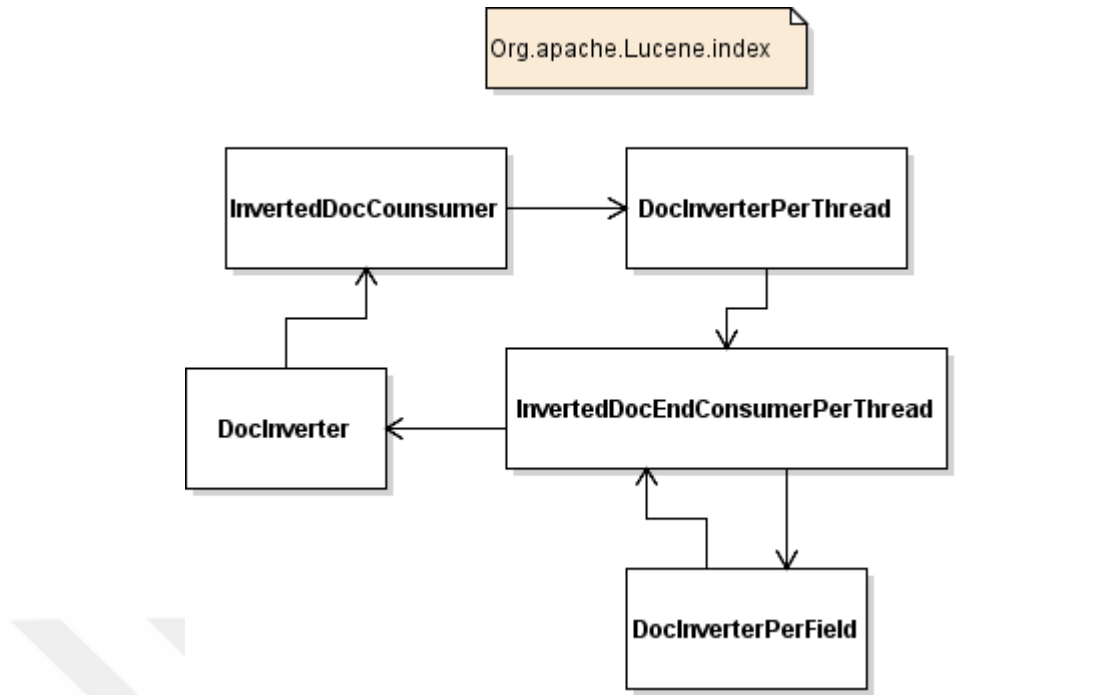 Org.apache.Lucene.index
InvertedDocCounsumer
DocInverterPerThread
InvertedDocEndConsumerPerThread
DocInverter
DocInverterPerField